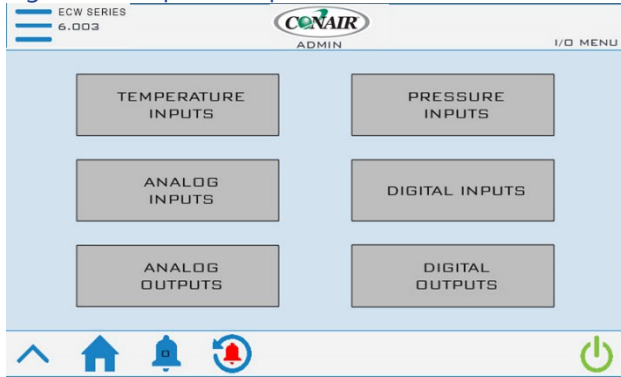 ECW SERIES
6.003
CONAIR
ADMIN
I/O MENU
TEMPERATURE
INPUTS
PRESSURE
INPUTS
ANALOG
INPUTS
DIGITAL INPUTS
ANALOG
OUTPUTS
DIGITAL
OUTPUTS
0